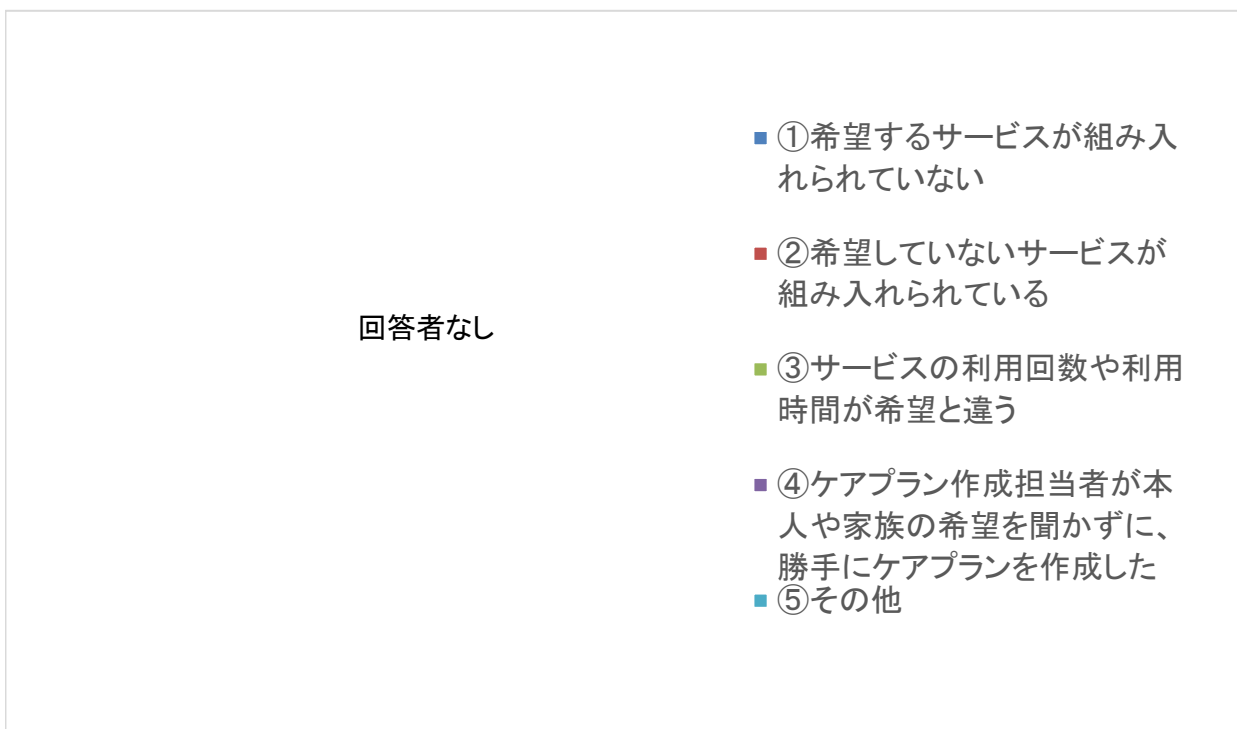 回答者なし
①希望するサービスが組み入
れられていない
②希望していないサービスが
組み入れられている
③サービスの利用回数や利用
時間が希望と違う
④ケアプラン作成担当者が本
人や家族の希望を聞かずに、
勝手にケアプランを作成した
⑤その他